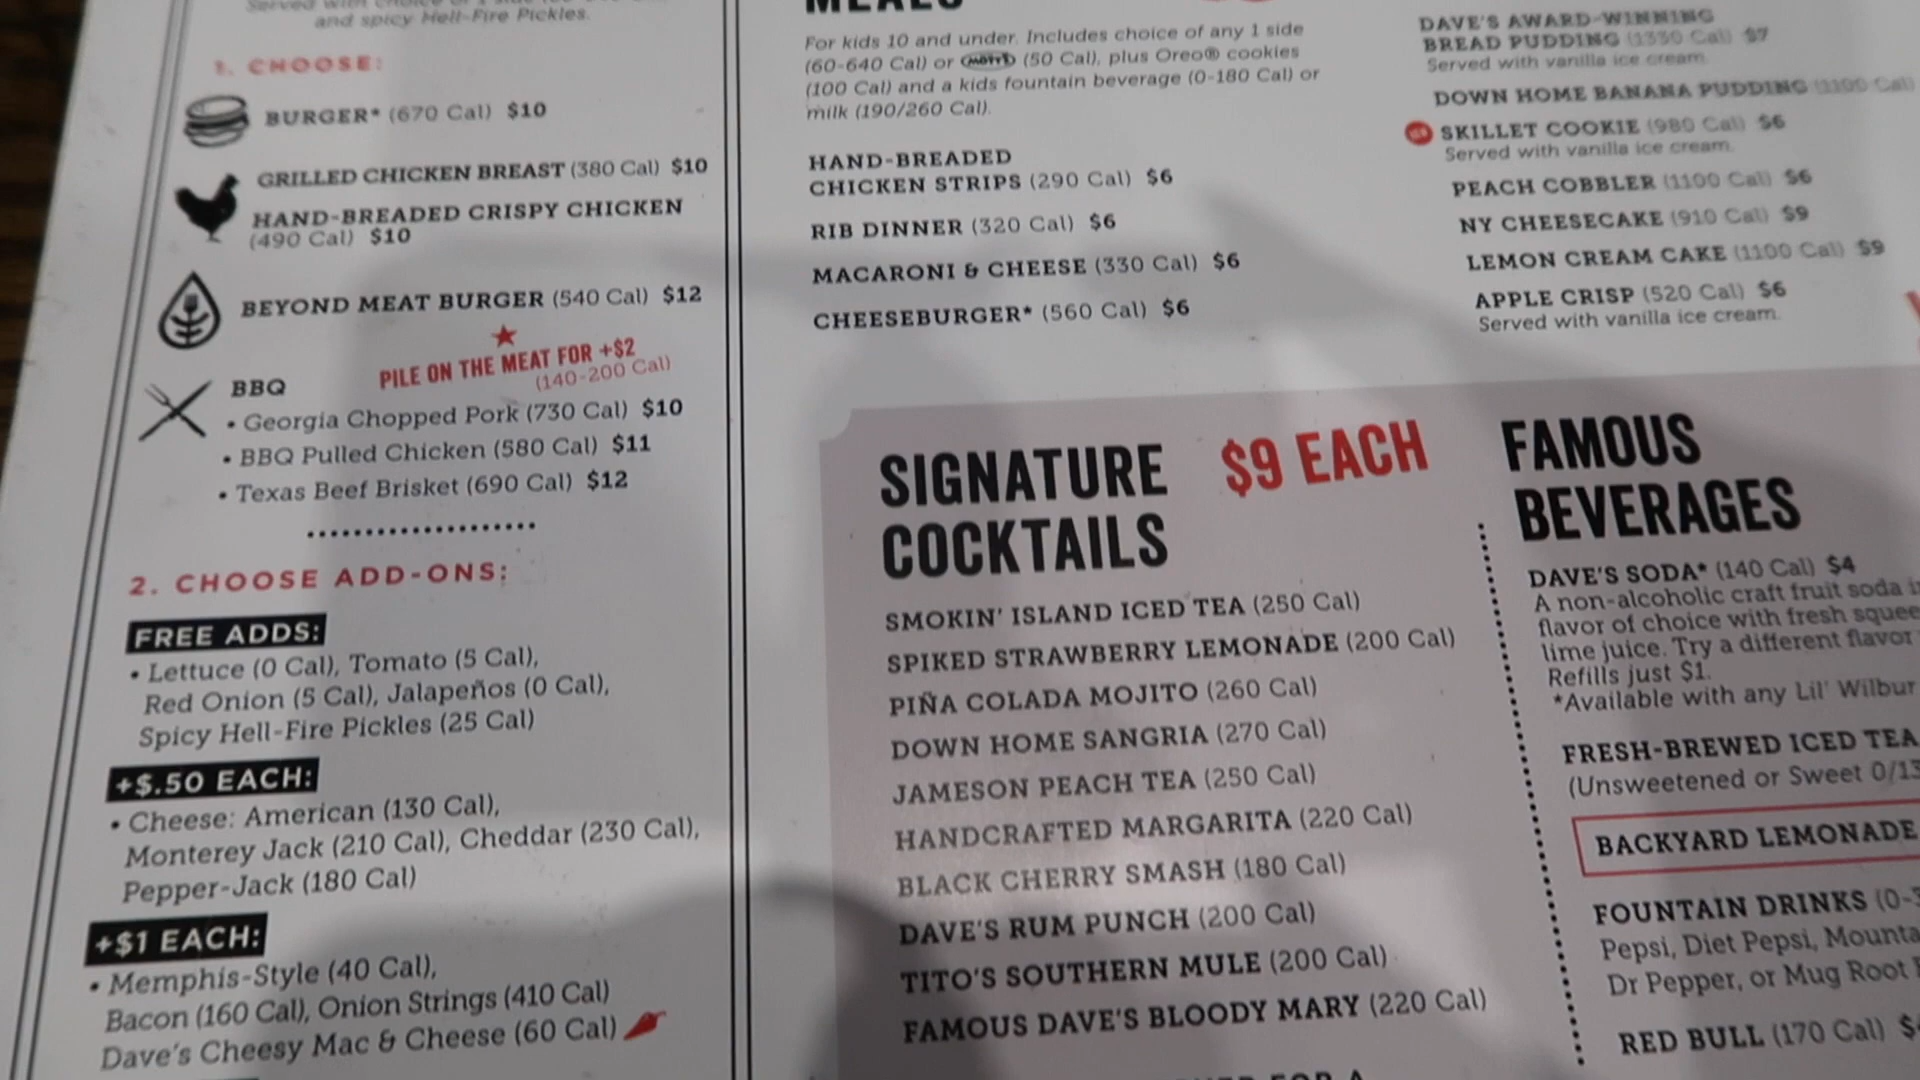 Served with choice of 1 side
and spicy Hell-Fire Pickles.
1. CHOOSE:
BURGER* (670 Cal) $10
GRILLED CHICKEN BREAST (380 Cal) $10
HAND-BREADED CRISPY CHICKEN
(490 Cal) $10
BEYOND MEAT BURGER (540 Cal) $12
PILE ON THE MEAT FOR +$2
(140-200 Cal)
BBQ
• Georgia Chopped Pork (730 Cal) $10
• BBQ Pulled Chicken (580 Cal) $11
• Texas Beef Brisket (690 Cal) $12
2. CHOOSE ADD-ONS:
FREE ADDS:
• Lettuce (0 Cal), Tomato (5 Cal),
Red Onion (5 Cal), Jalapeños (0 Cal),
Spicy Hell-Fire Pickles (25 Cal)
+$.50 EACH:
• Cheese: American (130 Cal),
Monterey Jack (210 Cal), Cheddar (230 Cal),
Pepper-Jack (180 Cal)
+$1 EACH:
• Memphis-Style (40 Cal),
Bacon (160 Cal), Onion Strings (410 Cal)
Dave's Cheesy Mac & Cheese (60 Cal)
MEALS
For kids 10 and under. Includes choice of any 1 side
(60-640 Cal) or MOTT'S (50 Cal), plus Oreo® cookies
(100 Cal) and a kids fountain beverage (0-180 Cal) or
milk (190/260 Cal).
HAND-BREADED
CHICKEN STRIPS (290 Cal) $6
RIB DINNER (320 Cal) $6
MACARONI & CHEESE (330 Cal) $6
CHEESEBURGER* (560 Cal) $6
DAVE'S AWARD-WINNING
BREAD PUDDING (1330 Cal) $7
Served with vanilla ice cream.
DOWN HOME BANANA PUDDING (1100 Cal)
SKILLET COOKIE (980 Cal) $6
Served with vanilla ice cream.
PEACH COBBLER (1100 Cal) $6
NY CHEESECAKE (910 Cal) $9
LEMON CREAM CAKE (1100 Cal) $9
APPLE CRISP (520 Cal) $6
Served with vanilla ice cream.
SIGNATURE $9 EACH
COCKTAILS
SMOKIN' ISLAND ICED TEA (250 Cal)
SPIKED STRAWBERRY LEMONADE (200 Cal)
PIÑA COLADA MOJITO (260 Cal)
DOWN HOME SANGRIA (270 Cal)
JAMESON PEACH TEA (250 Cal)
HANDCRAFTED MARGARITA (220 Cal)
BLACK CHERRY SMASH (180 Cal)
DAVE'S RUM PUNCH (200 Cal)
TITO'S SOUTHERN MULE (200 Cal)
FAMOUS DAVE'S BLOODY MARY (220 Cal)
FOR A
FAMOUS
BEVERAGES
DAVE'S SODA* (140 Cal) $4
A non-alcoholic craft fruit soda
flavor of choice with fresh
lime juice. Try a different flavor
Refills just $1.
*Available with any Lil' Wilbur
FRESH-BREWED ICED TEA
(Unsweetened or Sweet 0/13
BACKYARD LEMONADE
FOUNTAIN DRINKS (0-3
Pepsi, Diet Pepsi,
Dr Pepper, or Mug Root
RED BULL (170 Cal)